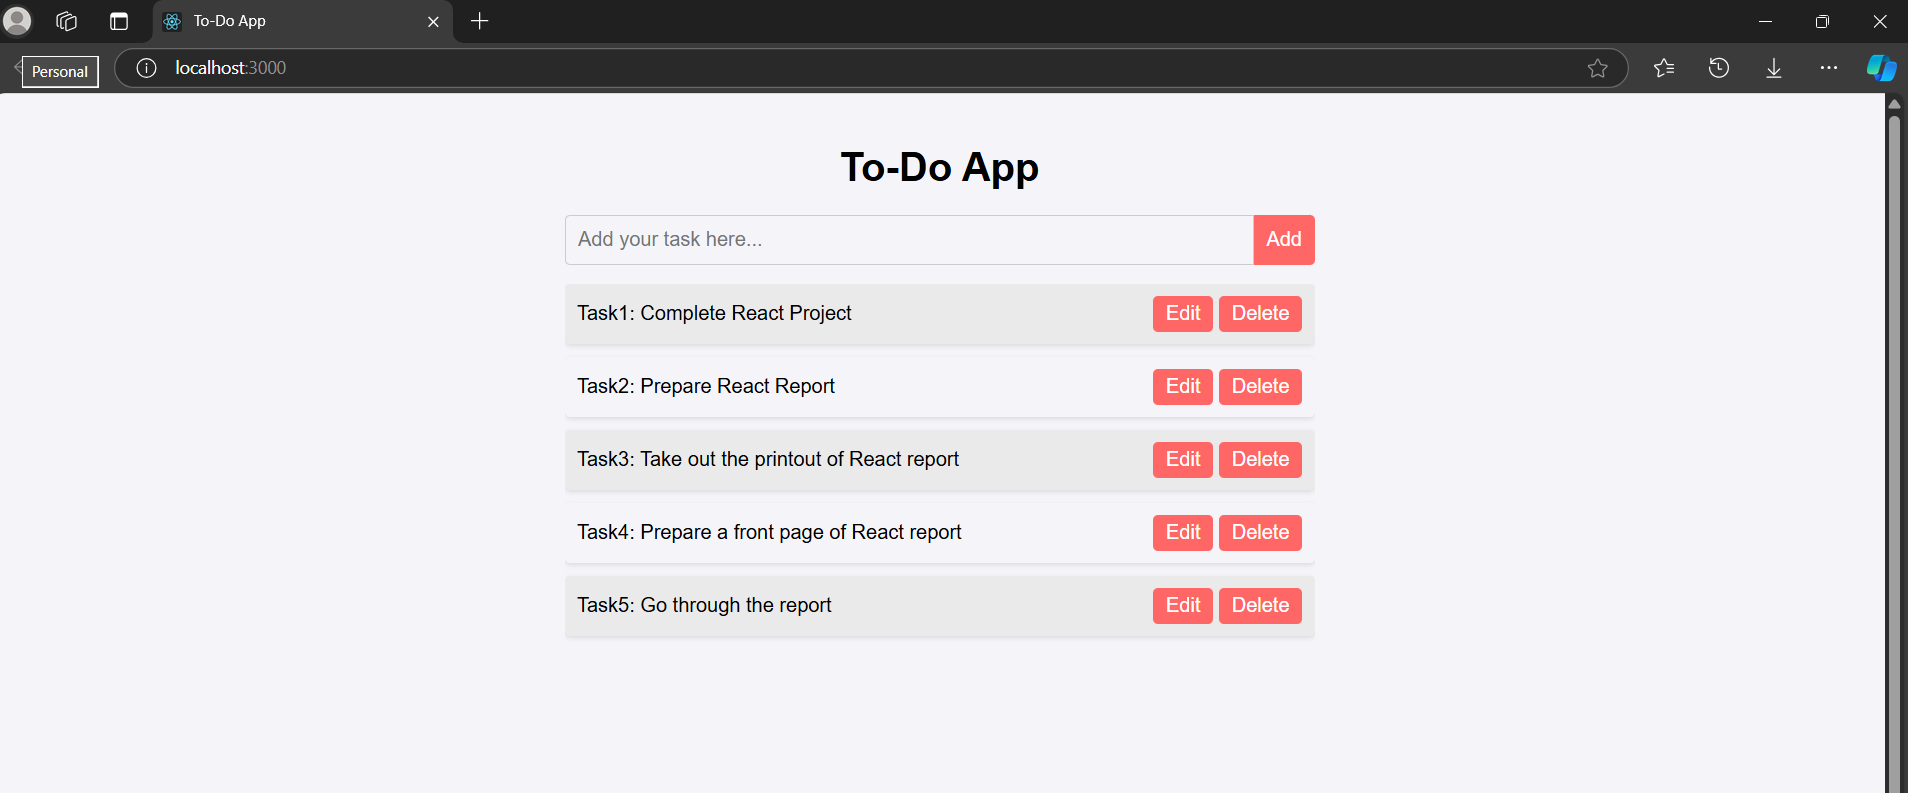 To-Do App
Personal
localhost:3000
To-Do App
Add your task here...
Add
Task1: Complete React Project
Edit Delete
Task2: Prepare React Report
Edit Delete
Task3: Take out the printout of React report
Edit Delete
Task4: Prepare a front page of React report
Edit Delete
Task5: Go through the report
Edit Delete